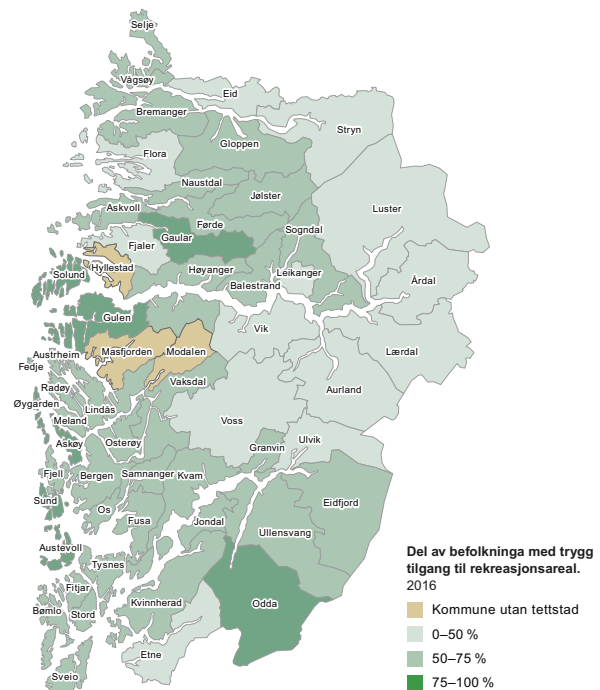 Selje
Vågsøy
Eid
Bremanger
Stryn
Gloppen
Flora
Naustdal
Jølster
Askvoll
Luster
Førde
Sogndal
Gaular
Fjaler
Hyllestad
Høyanger
Leikanger
Solund
Årdal
Balestrand
Gulen
Vik
Masfjorden
Modalen
Lærdal
Austrheim
Fedje
Vaksdal
Radøy
Aurland
Øygarden
Lindås
Meland
Voss
Askøy
Osterøy
Ulvik
Granvin
Fjell
Bergen
Samnanger
Kvam
Sund
Eidfjord
Os
Fusa
Jondal
Ullensvang
Austevoll
Del av befolkninga med trygg
tilgang til rekreasjonsareal.
2016
Tysnes
Fitjar
Bømlo
Stord
Kvinnherad
Odda
Kommune utan tettstad
0–50 %
Etne
50–75 %
Sveio
75–100 %